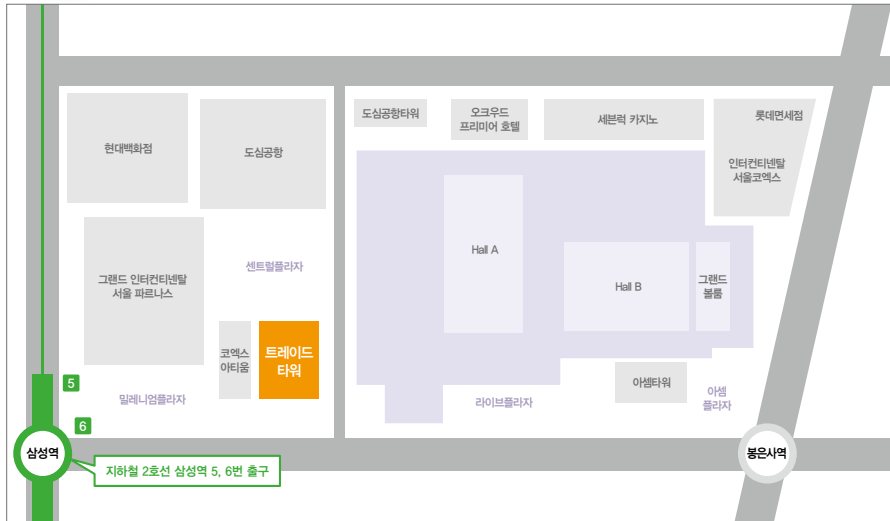 도심공항타워
오크우드
프리미어 호텔
세븐럭 카지노
롯데면세점
현대백화점
도심공항
인터컨티넨탈
서울코엑스
Hall A
센트럴플라자
그랜드 인터컨티넨탈
서울 파르나스
Hall B
그랜드
볼룸
코엑스
아티움
트레이드
타워
5
밀레니엄플라자
라이브플라자
아셈타워
아셈
플라자
6
삼성역
봉은사역
지하철 2호선 삼성역 5, 6번 출구